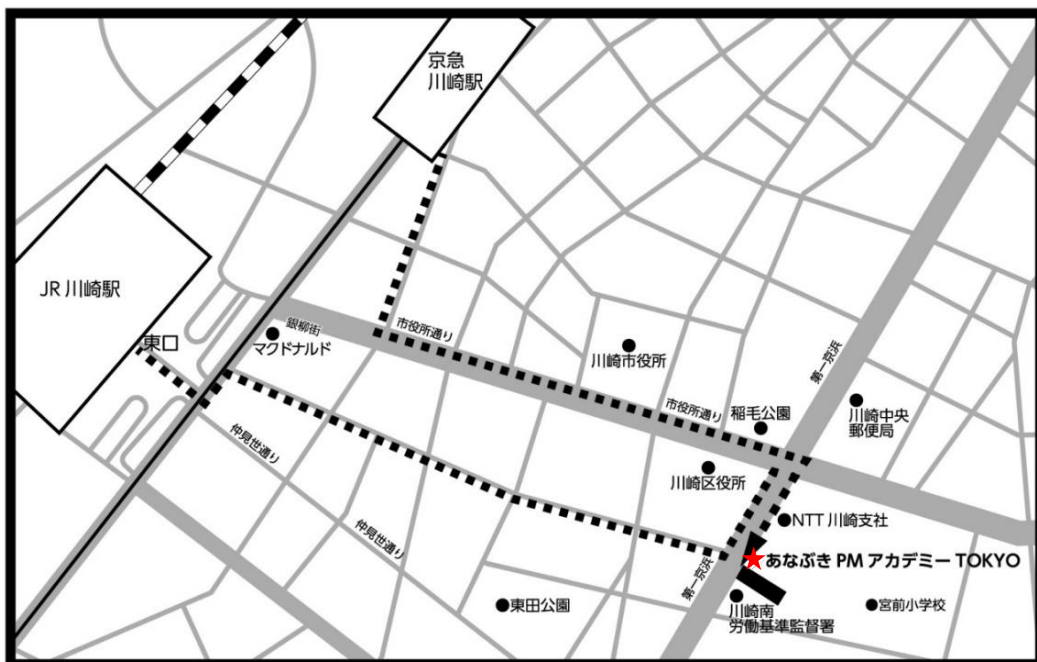 京急
川崎駅
JR 川崎駅
東口
銀柳街
マクドナルド
市役所通り
川崎市役所
第一京浜
市役所通り
稲毛公園
川崎中央
郵便局
仲見世通り
川崎区役所
NTT 川崎支社
仲見世通り
あなぶき PM アカデミー TOKYO
第一京浜
東田公園
川崎南
労働基準監督署
宮前小学校